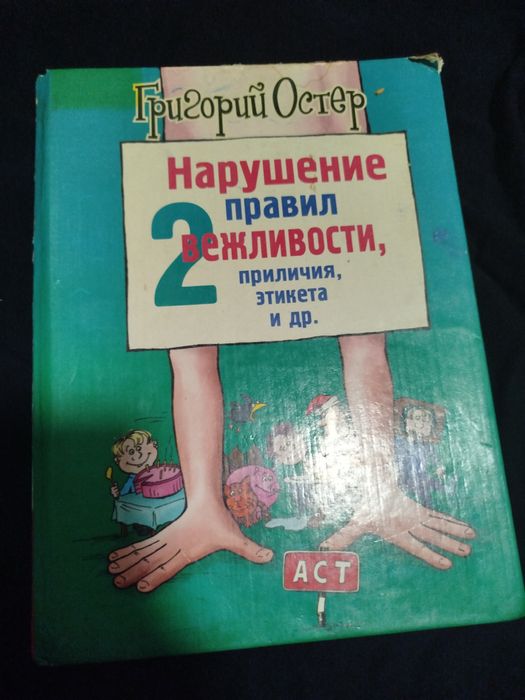 Григорий Остер
Нарушение
правил
2 вежливости,
приличия,
этикета
и др.
АСТ